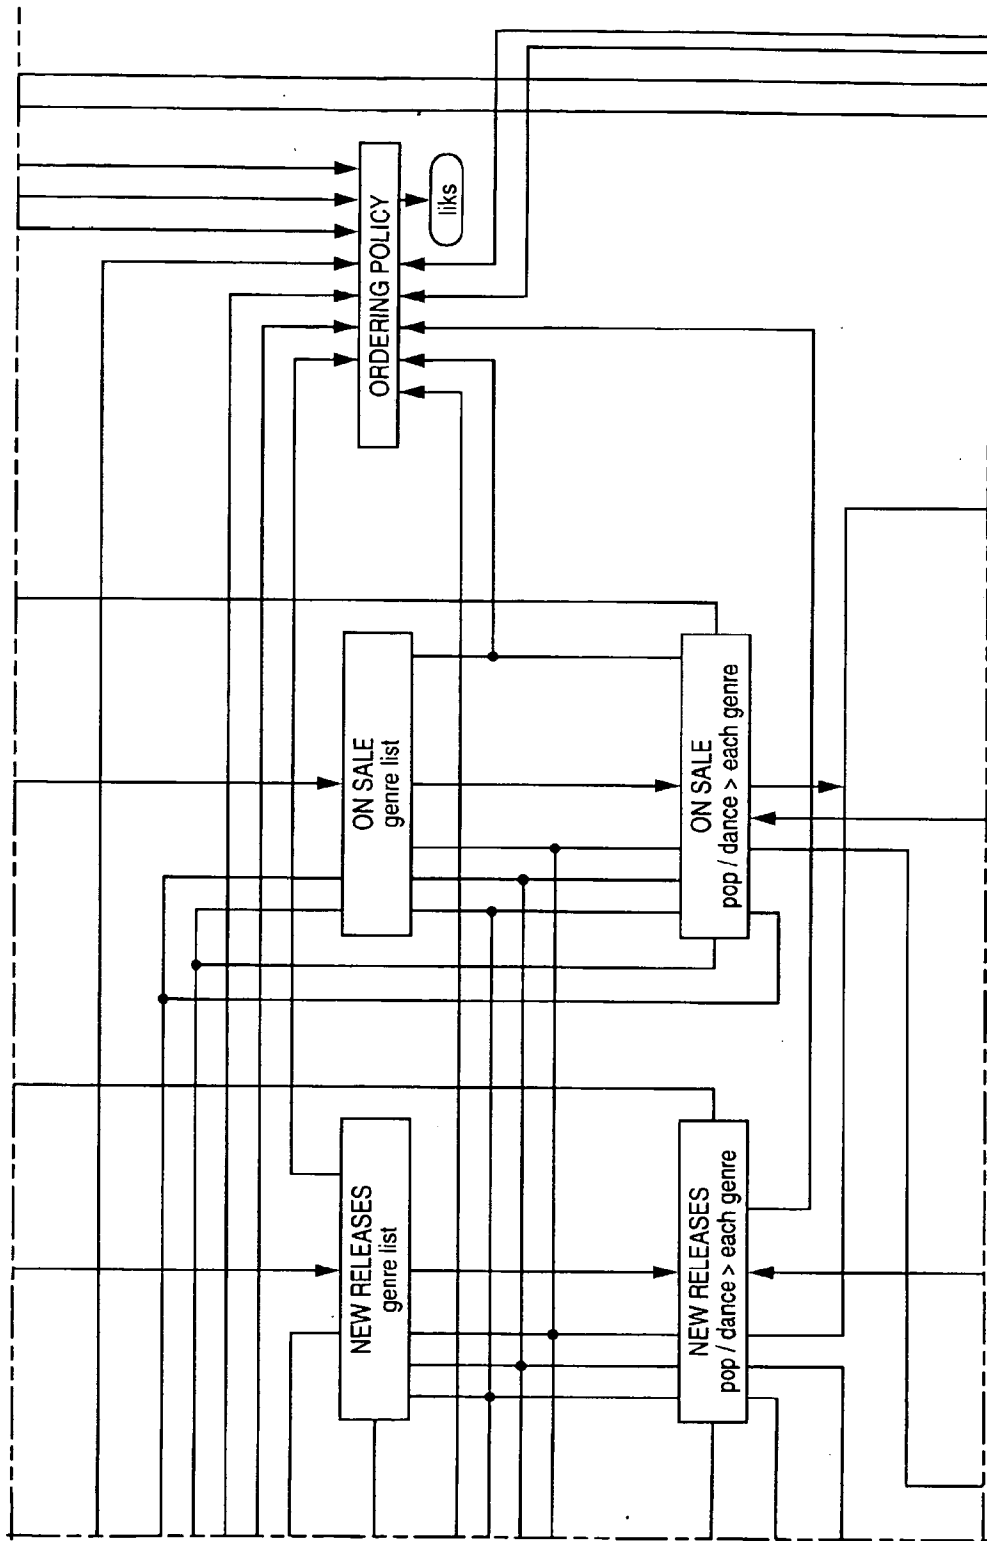 ORDERING POLICY
liks
ON SALE
genre list
ON SALE
pop / dance > each genre
NEW RELEASES
genre list
NEW RELEASES
pop / dance > each genre